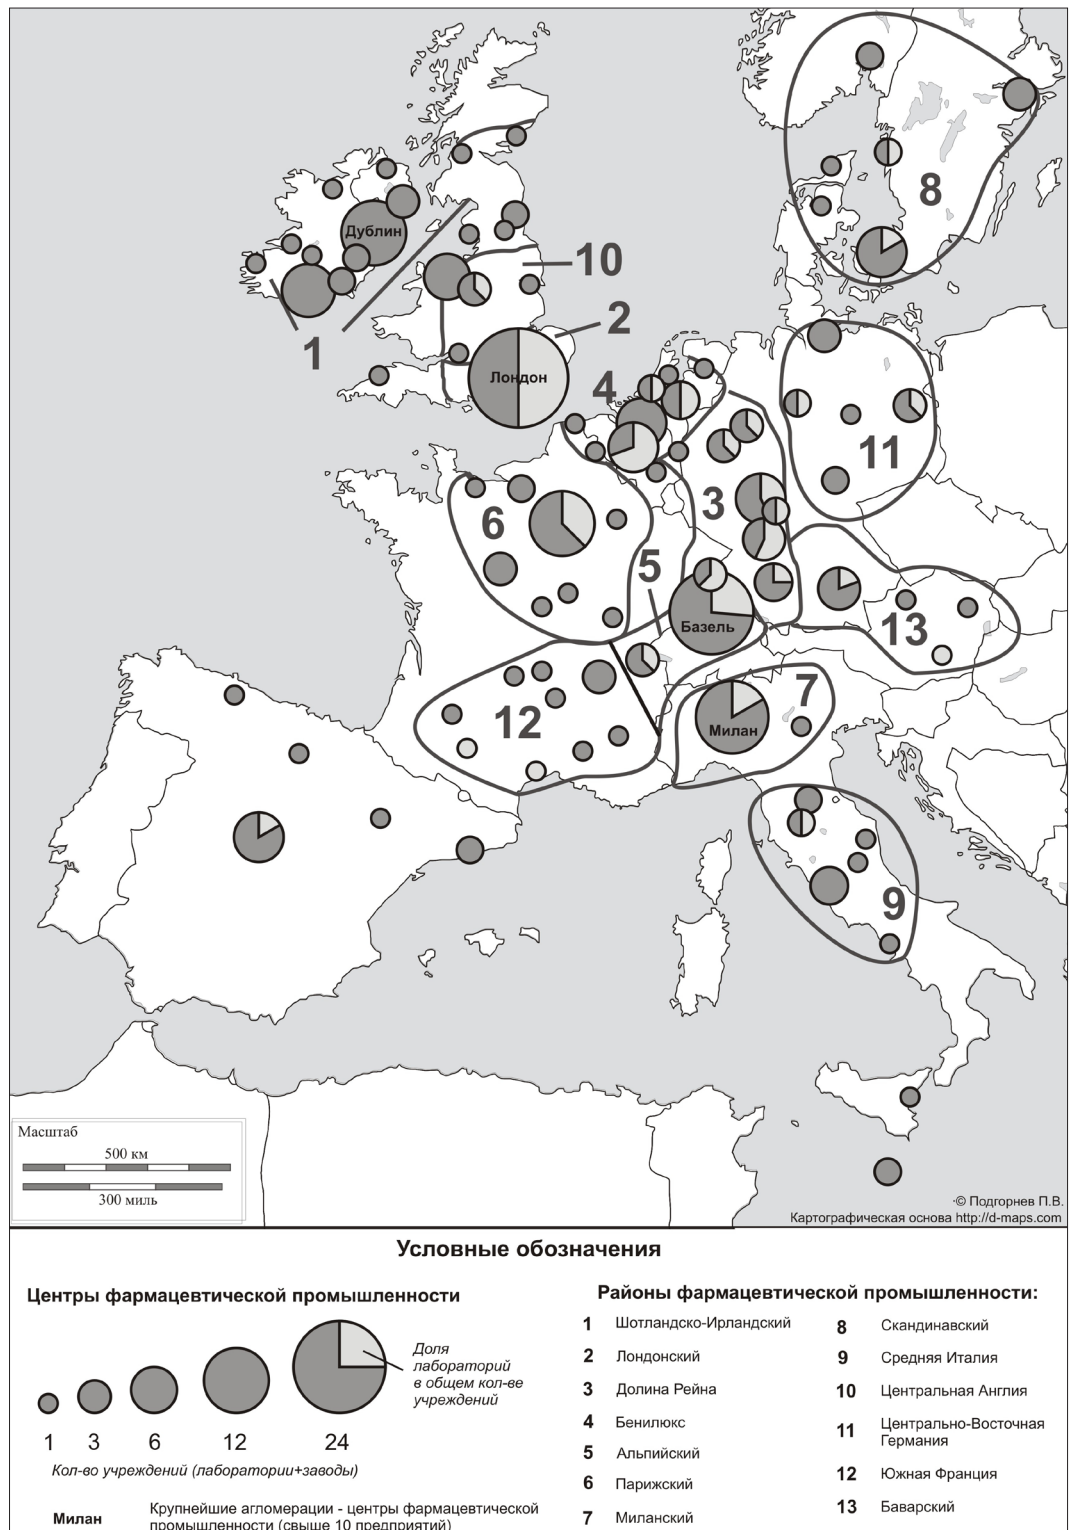 8
Дублин
10
1
2
Лондон
4
11
3
6
5
Базель
13
7
12
Милан
9
Масштаб
500 км
300 миль
© Подгорнев П.В.
Картографическая основа http://d-maps.com
Условные обозначения
Центры фармацевтической промышленности
Доля
лабораторий
в общем кол-ве
учреждений
1 3 6 12 24
Кол-во учреждений (лаборатории+заводы)
Милан
Крупнейшие агломерации - центры фармацевтической
промышленности (свыше 10 предприятий)
Районы фармацевтической промышленности:
1 Шотландско-Ирландский
2 Лондонский
3 Долина Рейна
4 Бенилюкс
5 Альпийский
6 Парижский
7 Миланский
8 Скандинавский
9 Средняя Италия
10 Центральная Англия
11 Центрально-Восточная
Германия
12 Южная Франция
13 Баварский